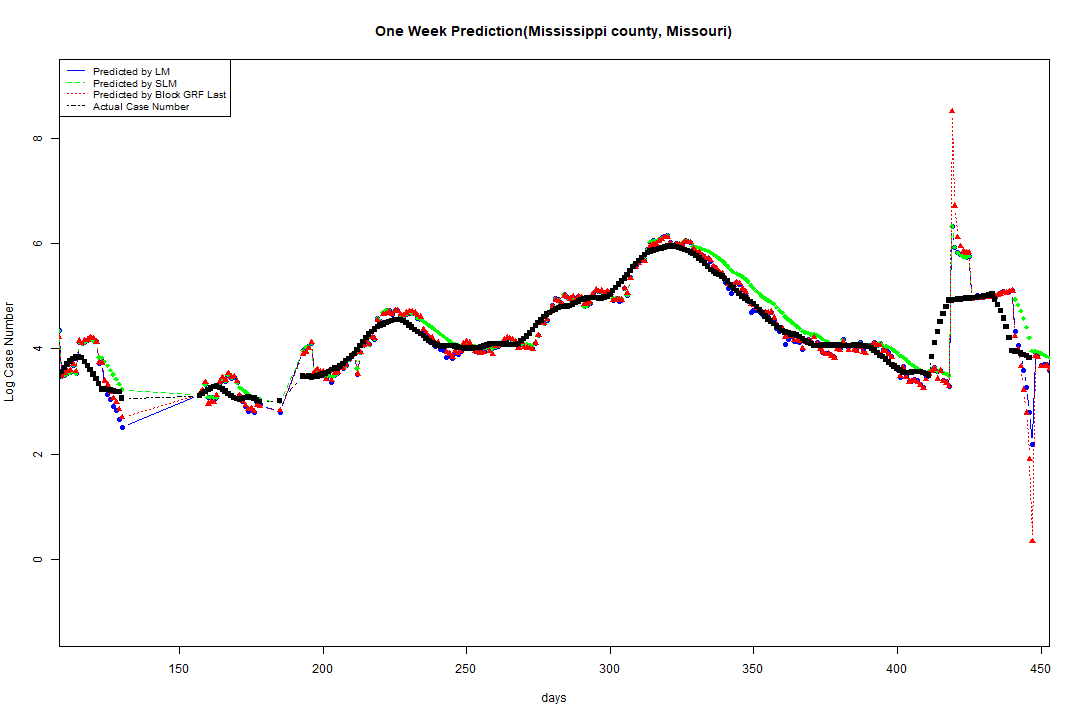 One Week Prediction(Mississippi county, Missouri)
Predicted by LM
Predicted by SLM
Predicted by Block GRF Last
Actual Case Number
8
6
4
2
0
Log Case Number
150 200 250 300 350 400 450
days